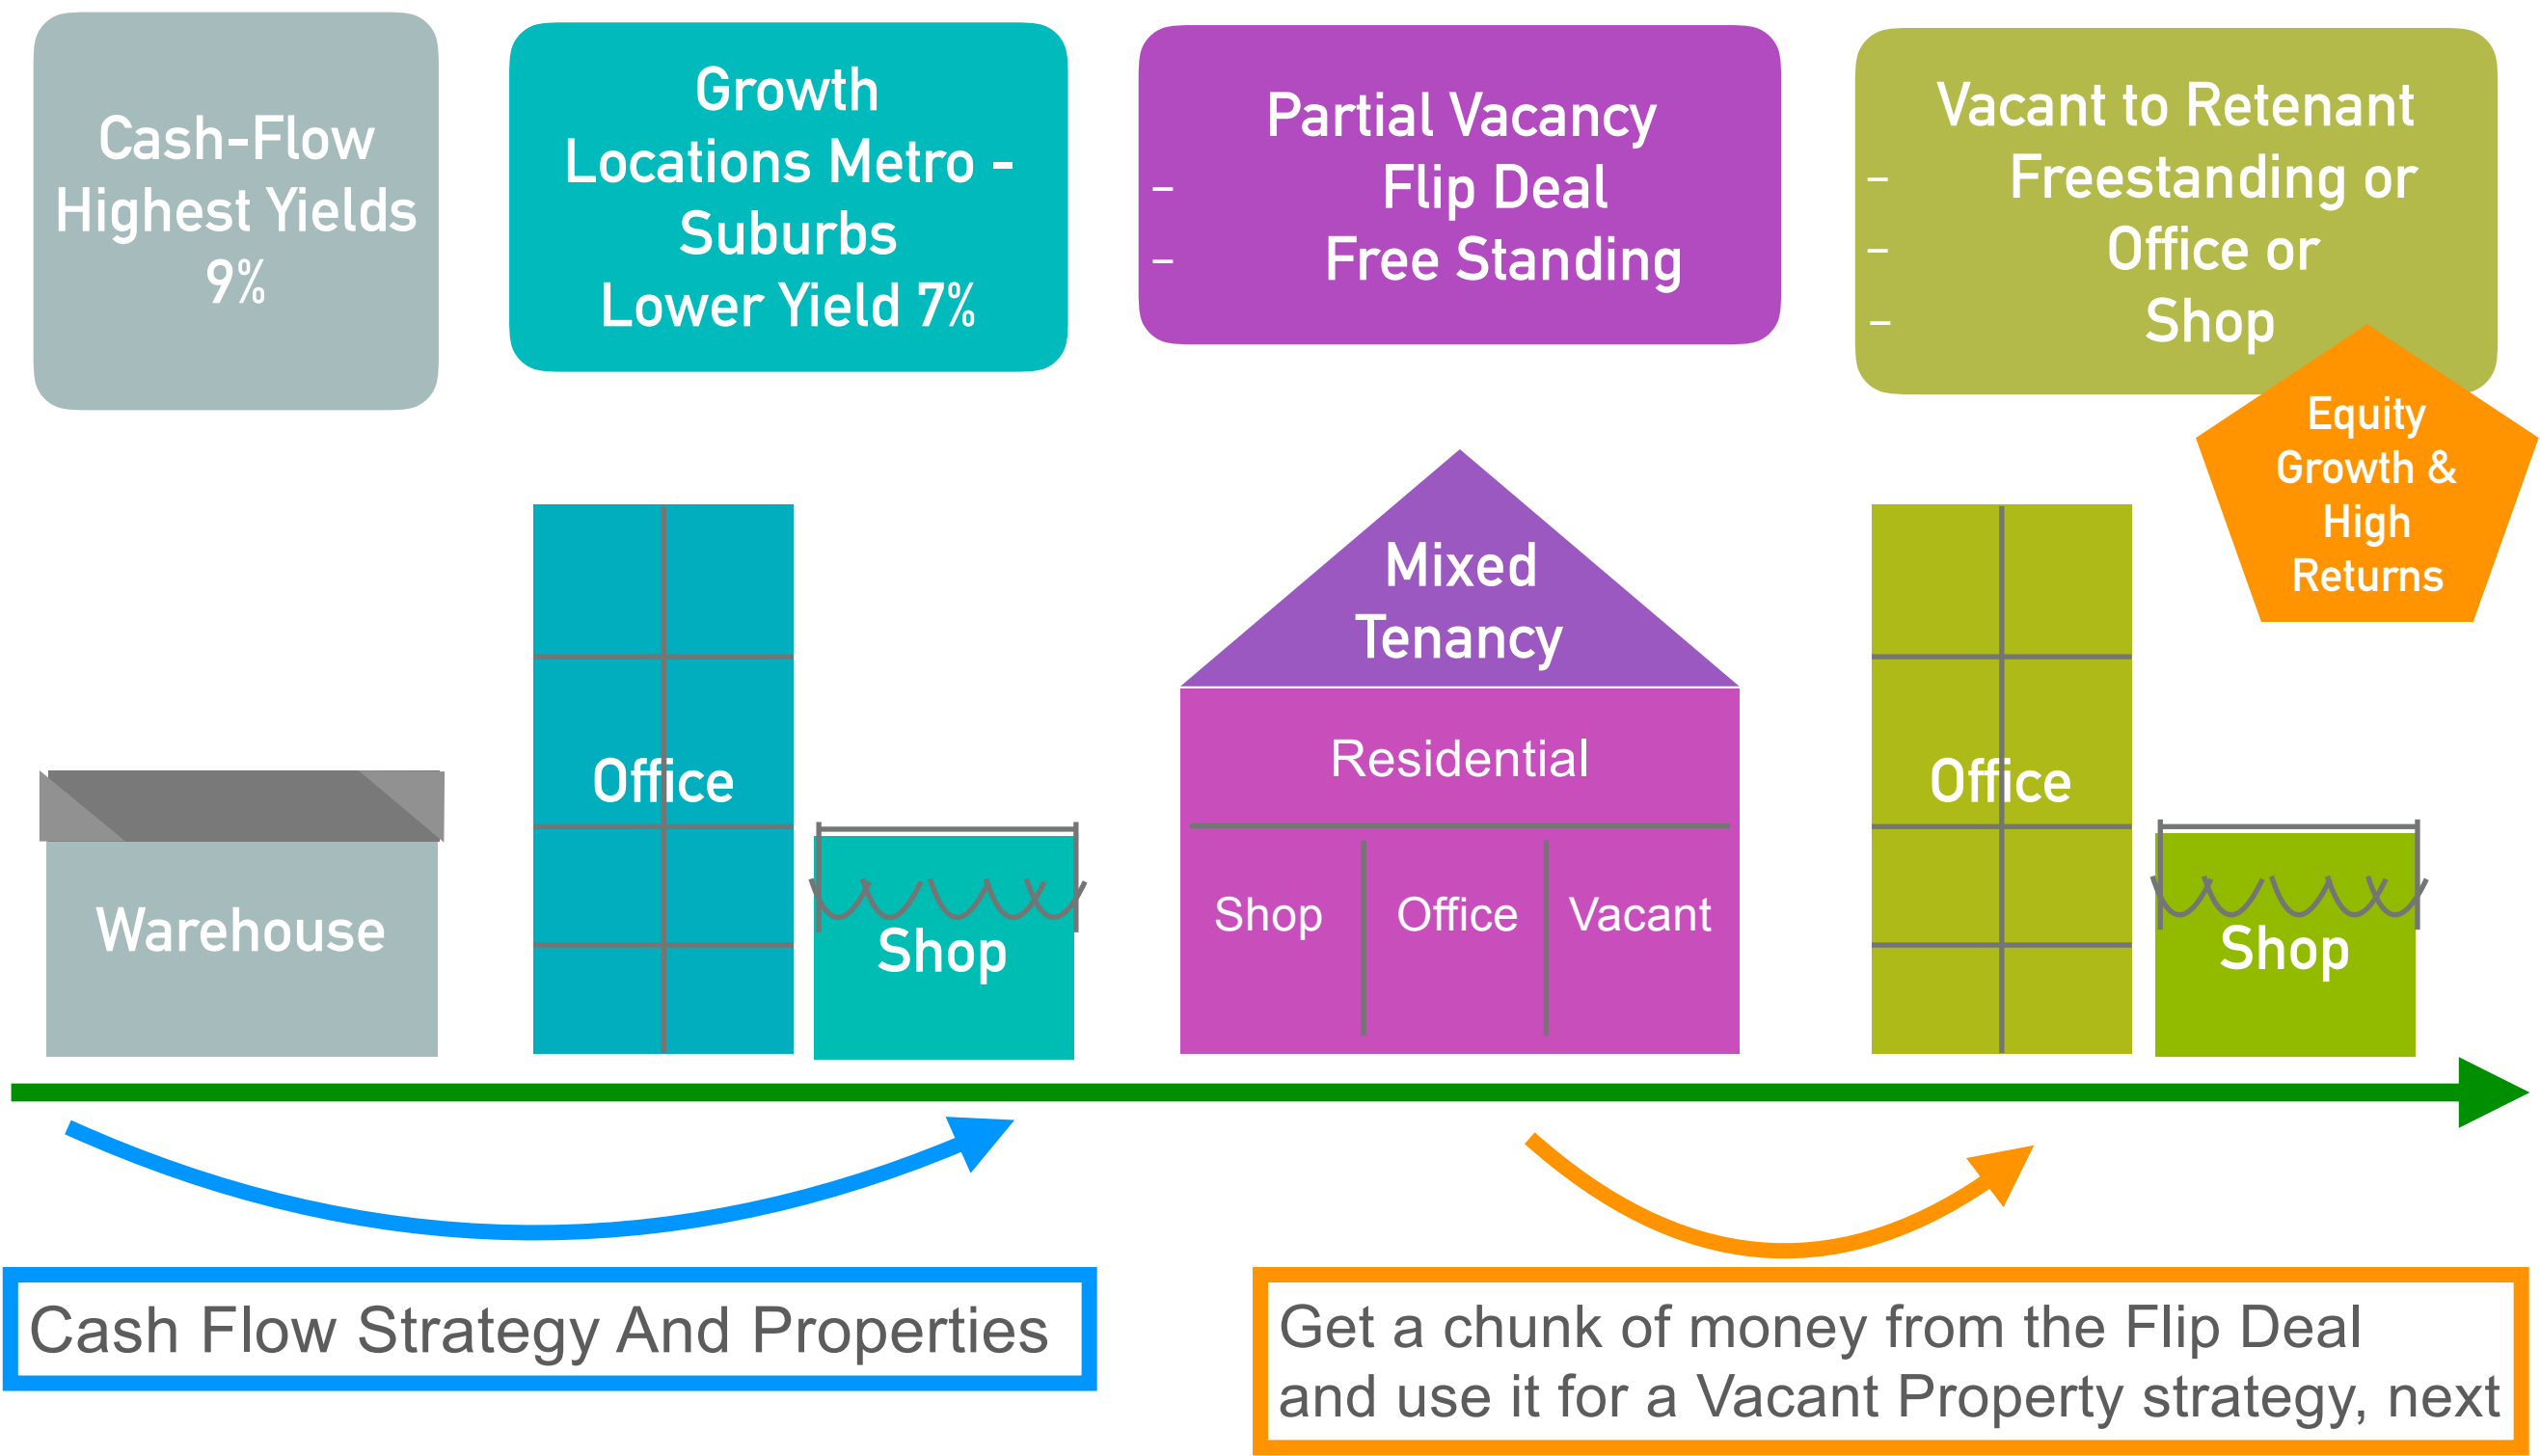 Cash-Flow
Highest Yields
9%
Growth
Locations Metro -
Suburbs
Lower Yield 7%
Partial Vacancy
- Flip Deal
- Free Standing
Vacant to Retenant
- Freestanding or
- Office or
- Shop
Equity
Growth &
High
Returns
Warehouse
Office
Shop
Mixed
Tenancy
Residential
Shop Office Vacant
Office
Shop
Cash Flow Strategy And Properties
Get a chunk of money from the Flip Deal
and use it for a Vacant Property strategy, next